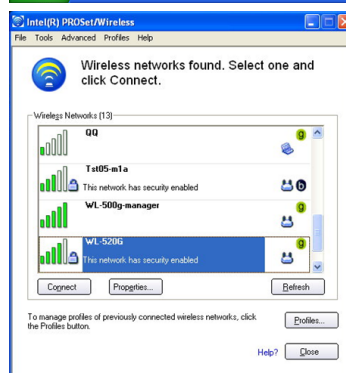 Intel(R) PROSet/Wireless
File Tools Advanced Profiles Help
Wireless networks found. Select one and
click Connect.
Wireless Networks (13)
QQ
g
Tst05-m1a
This network has security enabled
b
WL-500g-manager
g
WL-520G
g
This network has security enabled
Connect Properties... Refresh
To manage profiles of previously connected wireless networks, click
the Profiles button.
Profiles...
Help? Close